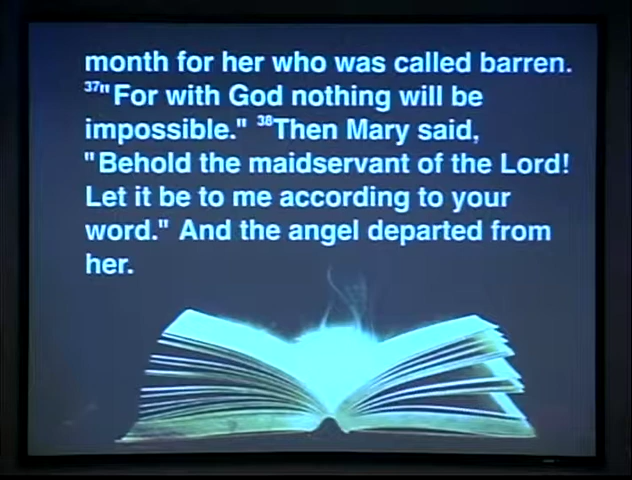 month for her who was called barren.
37"For with God nothing will be
impossible." 38Then Mary said,
"Behold the maidservant of the Lord!
Let it be to me according to your
word." And the angel departed from
her.